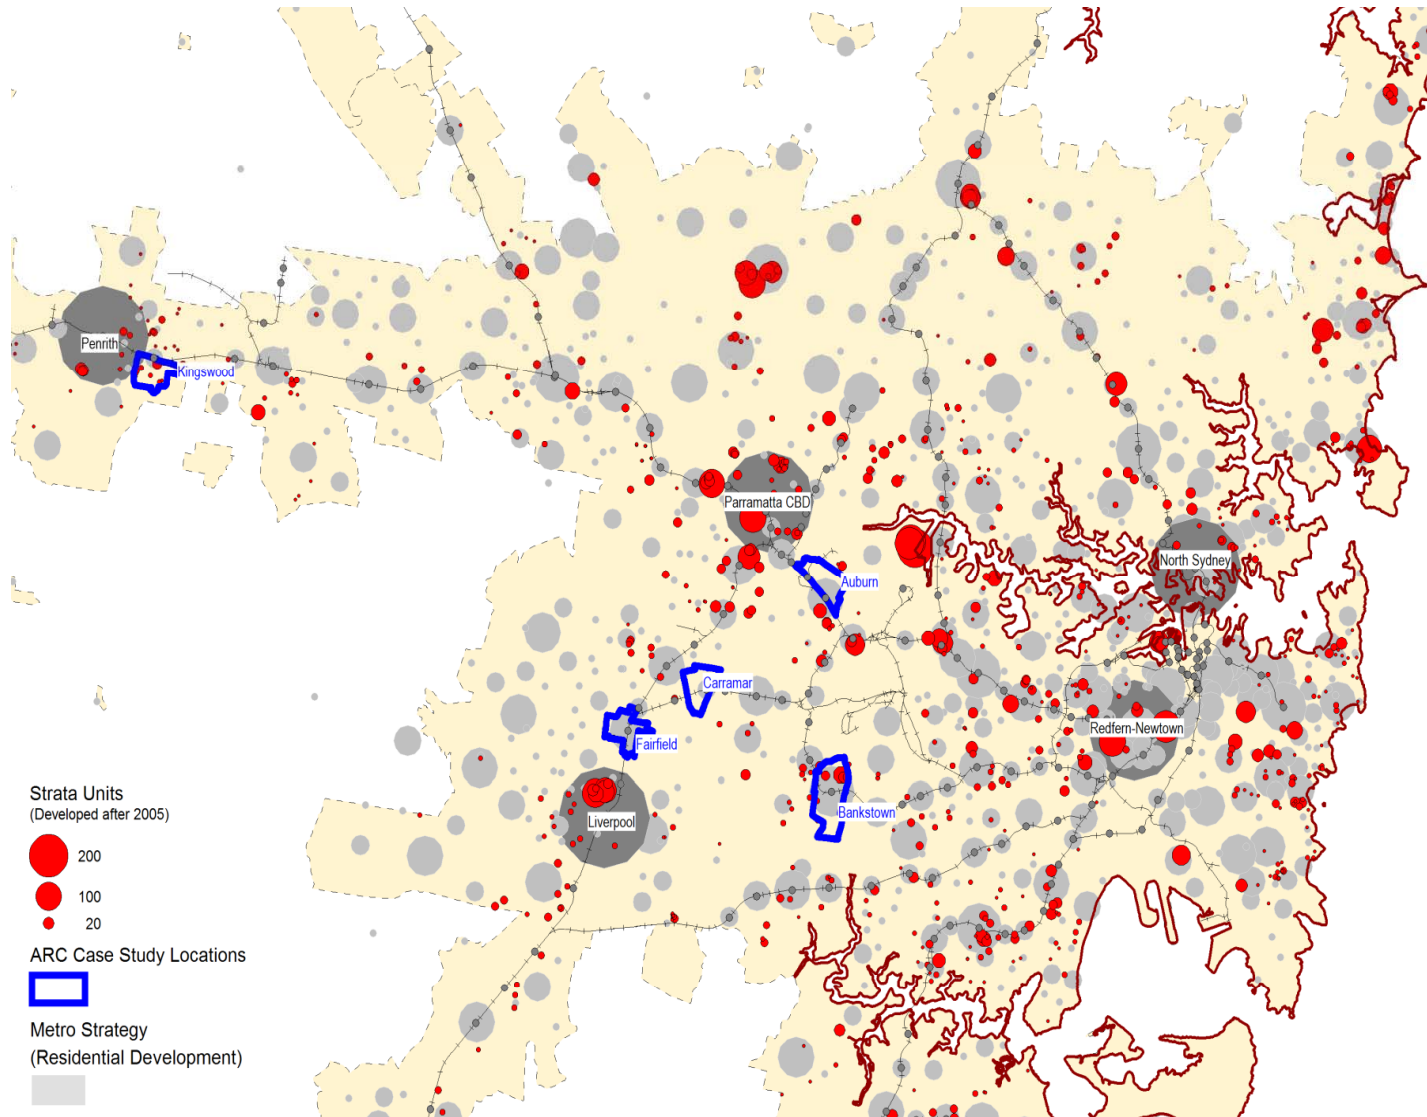 Penrith
Kingswood
Parramatta CBD
North Sydney
Auburn
Carramar
Redfern-Newtown
Fairfield
Bankstown
Liverpool
Strata Units
(Developed after 2005)
200
100
20
ARC Case Study Locations
Metro Strategy
(Residential Development)